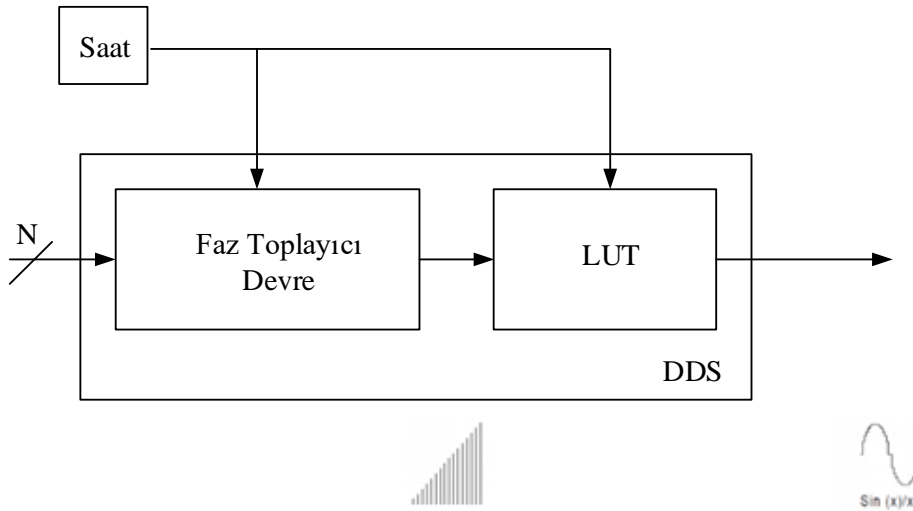 Saat
N
Faz Toplayıcı
Devre
LUT
DDS
Sin (x)/x